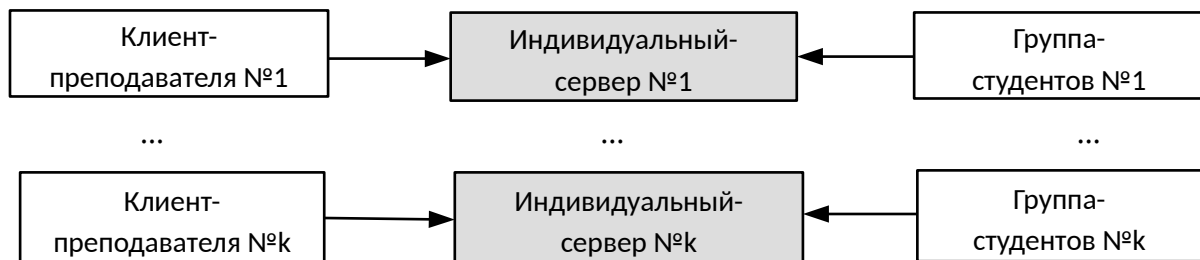 Клиент-
преподавателя №1
Индивидуальный-
сервер №1
Группа-
студентов №1
...
...
...
Клиент-
преподавателя №k
Индивидуальный-
сервер №k
Группа-
студентов №k